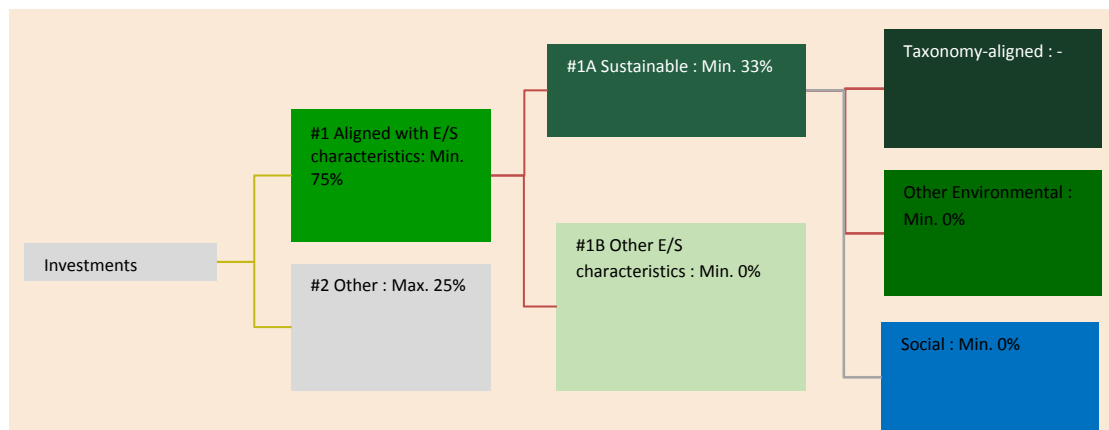 Investments
#1 Aligned with E/S
characteristics: Min.
75%
#2 Other : Max. 25%
#1A Sustainable : Min. 33%
#1B Other E/S
characteristics : Min. 0%
Taxonomy-aligned : -
Other Environmental :
Min. 0%
Social : Min. 0%